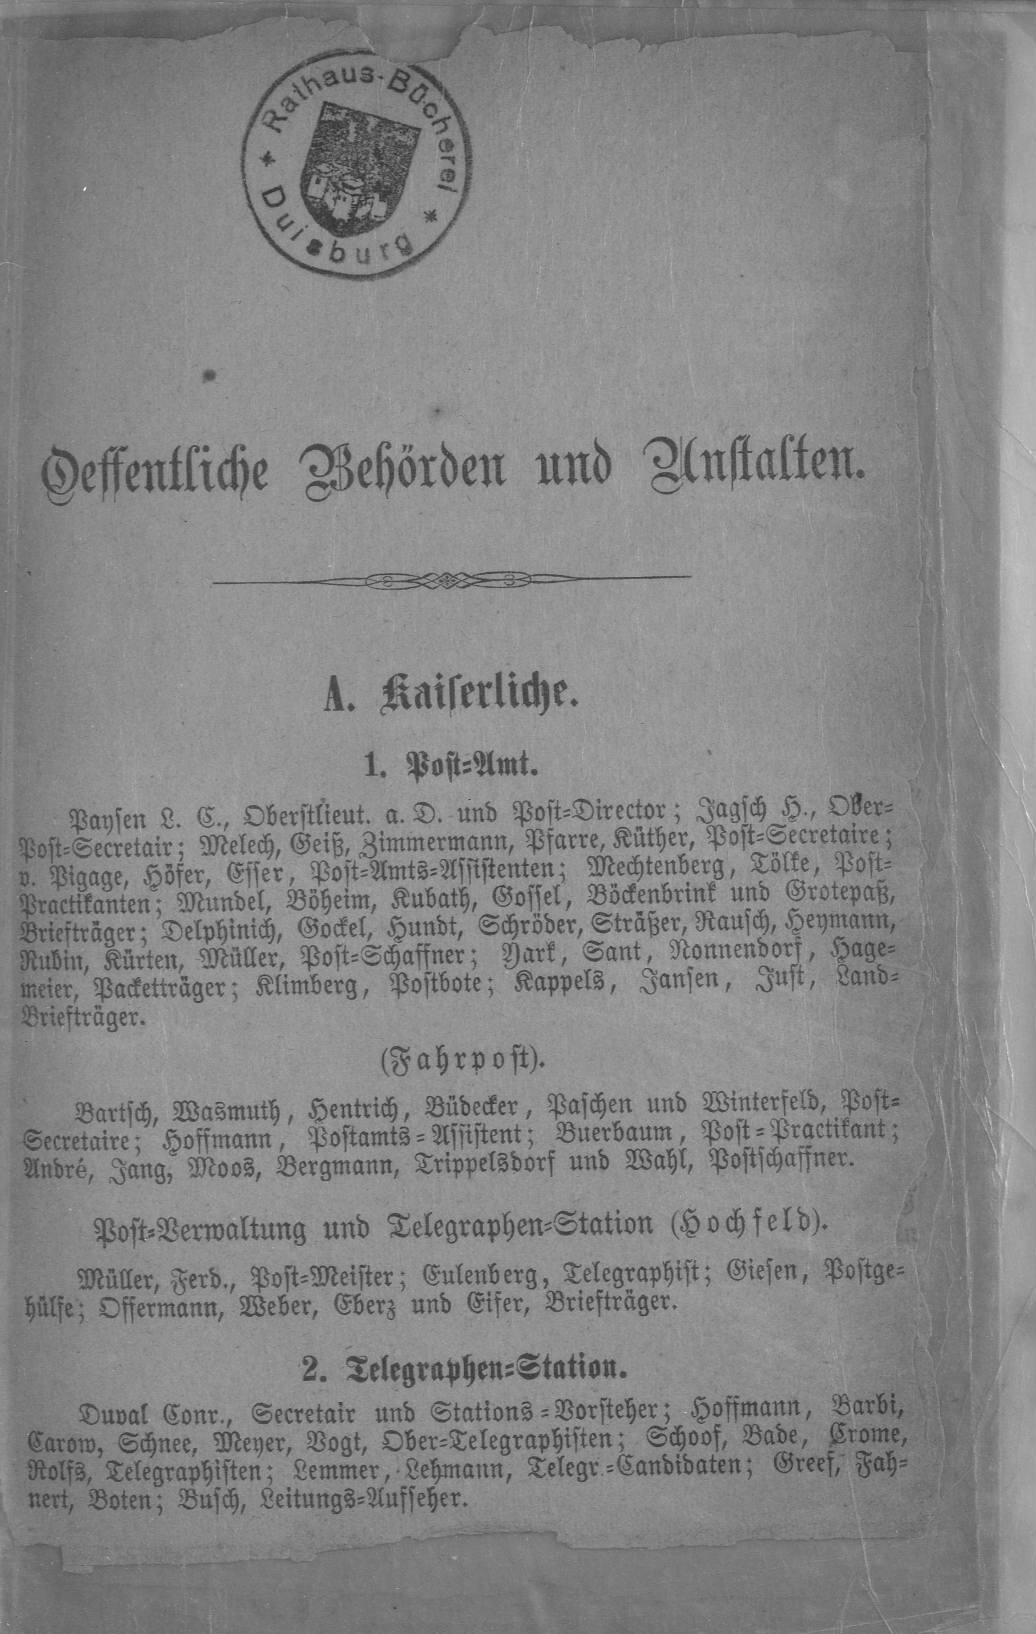 Rathaus-Bücherei
* Duisburg *
Oeffentliche Behörden und Anstalten.
A. Kaiserliche.
1. Post-Amt.
Paysen L. C., Oberstlieut. a. D. und Post-Director; Jagsch H., Ober-
Post-Secretair; Melech, Geiß, Zimmermann, Pfarre, Küther, Post-Secretaire;
v. Pigage, Höfer, Esser, Post-Amts-Assistenten; Mechtenberg, Tölke, Post-
Practikanten; Mundel, Böheim, Kubath, Gossel, Böckenbrink und Grotepaß,
Briefträger; Delphinich, Gockel, Hundt, Schröder, Sträßer, Rausch, Heymann,
Rubin, Kürten, Müller, Post-Schaffner; Hark, Sant, Nonnendorf, Hage-
meier, Packetträger; Klimberg, Postbote; Kappels, Jansen, Just, Land-
Briefträger.
(Fahrpost).
Bartsch, Wasmuth, Hentrich, Büdecker, Paschen und Winterfeld, Post-
Secretaire; Hoffmann, Postamts-Assistent; Buerbaum, Post-Practikant;
André, Jang, Moos, Bergmann, Trippelsdorf und Wahl, Postschaffner.
Post-Verwaltung und Telegraphen-Station (Hochfeld).
Müller, Ferd., Post-Meister; Eulenberg, Telegraphist; Giesen, Postge-
hülfe; Offermann, Weber, Eberz und Eifer, Briefträger.
2. Telegraphen-Station.
Duval Conr., Secretair und Stations-Vorsteher; Hoffmann, Barbi,
Carow, Schnee, Meyer, Vogt, Ober-Telegraphisten; Schoof, Bade, Crome,
Rolfs, Telegraphisten; Lemmer, Lehmann, Telegr.-Candidaten; Greef, Fah-
nert, Boten; Busch, Leitungs-Aufseher.